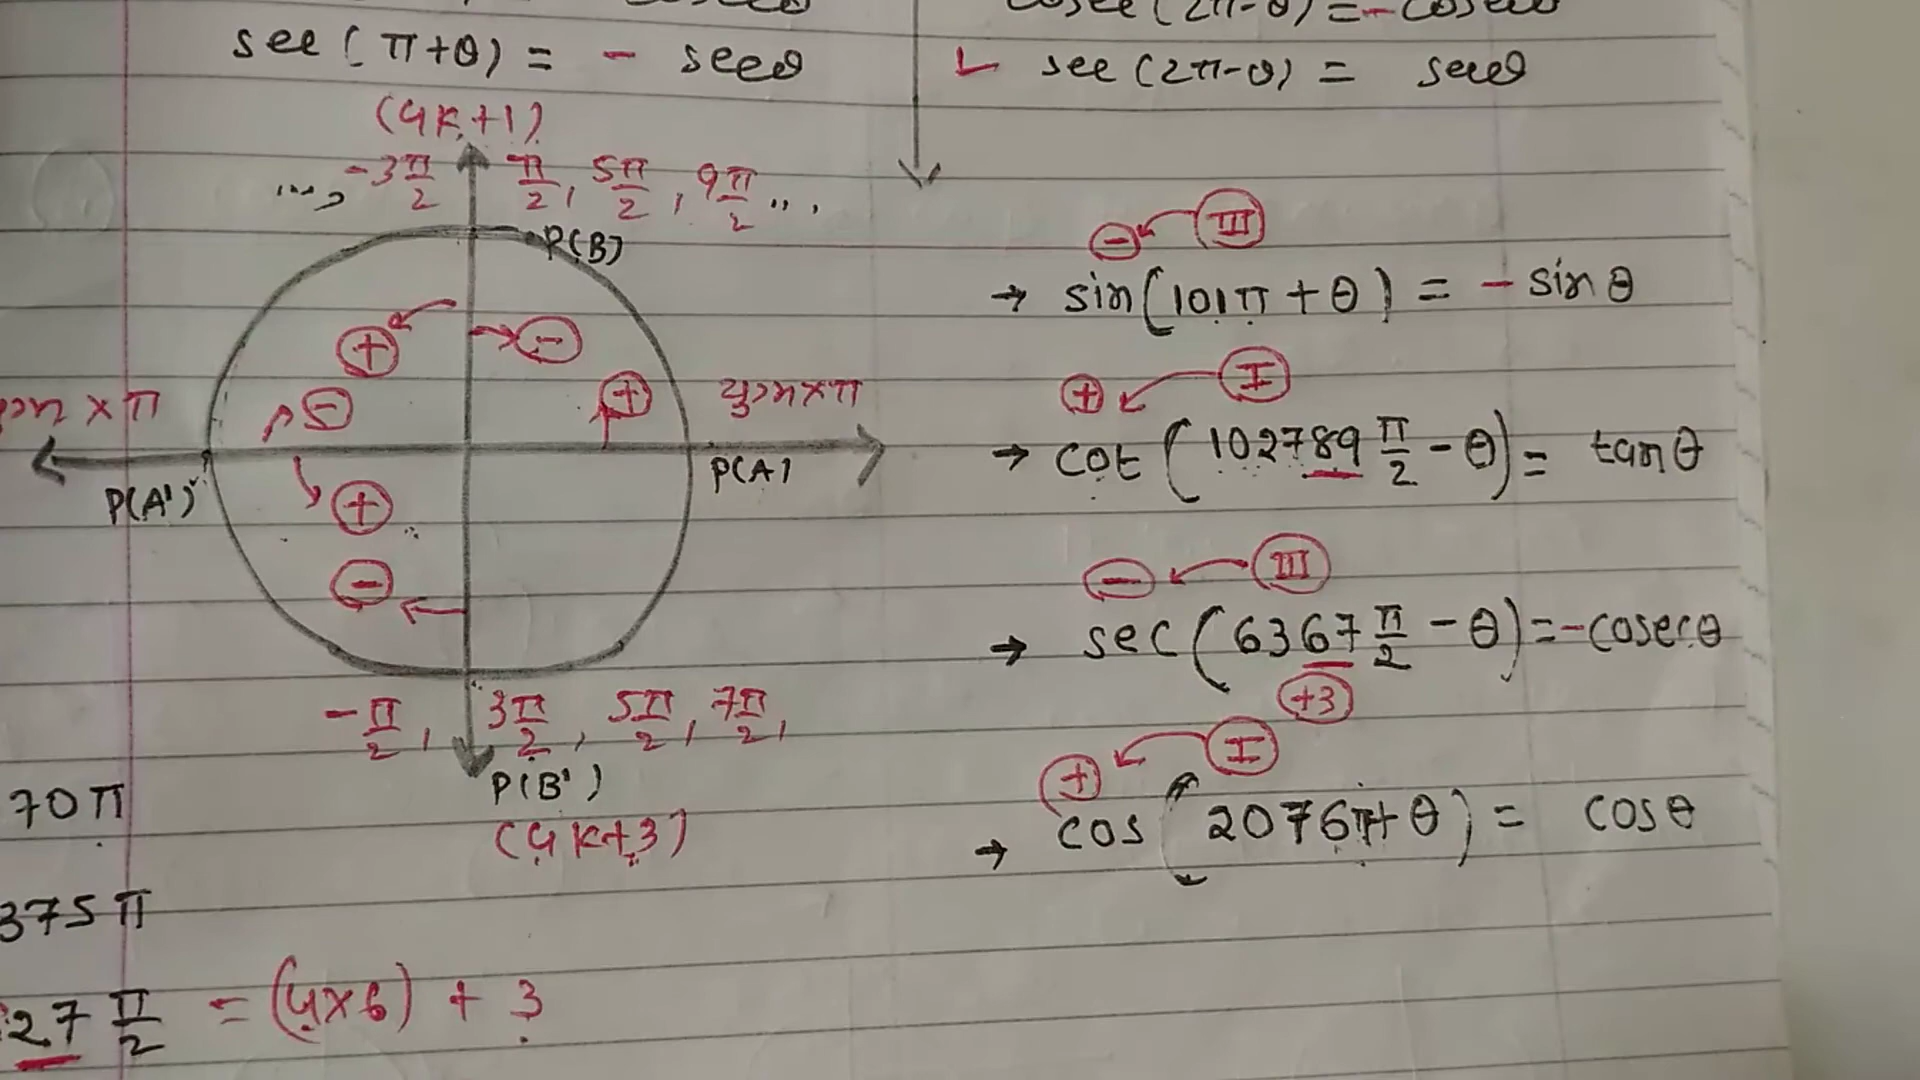 cosec(2π-θ) = - cosecθ
sec(π+θ) = - secθ
sec(2π-θ) = secθ
(4K+1)
..., -3π/2 π/2, 5π/2, 9π/2 ...
P(B)
+ -
- +
π×
P(A') P(A)
+
-
-π/2, 3π/2, 5π/2, 7π/2,
P(B')
(4K+3)
70π
375π
27 π/2 = (4×6) + 3
- III
→ sin(101π + θ) = - sinθ
+ I
→ cot(102789 π/2 - θ) = tanθ
- III
→ sec(6367 π/2 - θ) = -cosecθ
+3
+ I
→ cos(2076π+θ) = cosθ